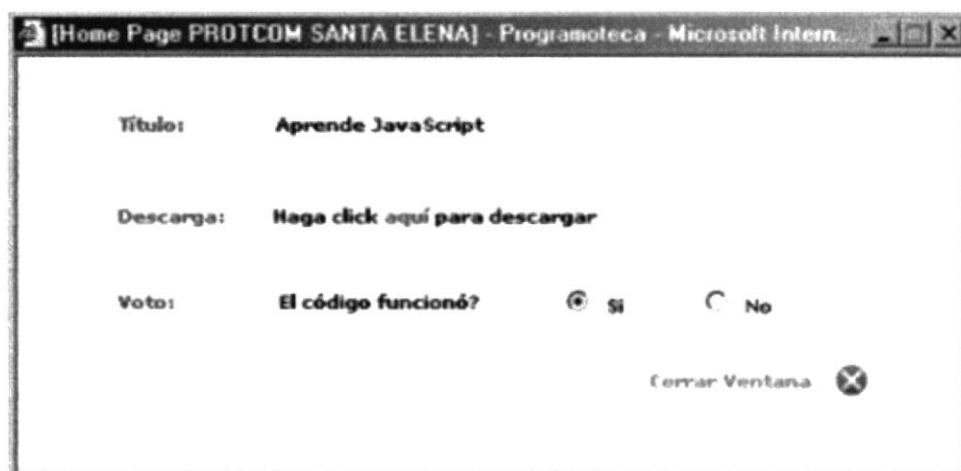 [Home Page PROTCOM SANTA ELENA] - Programoteca - Microsoft Intern...
Título: Aprende JavaScript
Descarga: Haga click aquí para descargar
Voto: El código funcionó? Si No
Cerrar Ventana